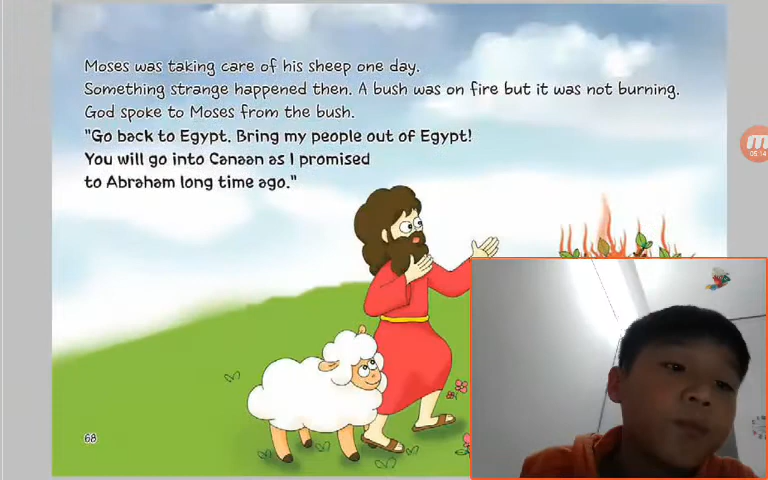 Moses was taking care of his sheep one day.
Something strange happened then. A bush was on fire but it was not burning.
God spoke to Moses from the bush.
"Go back to Egypt. Bring my people out of Egypt!
You will go into Canaan as I promised
to Abraham long time ago."
68
05:14